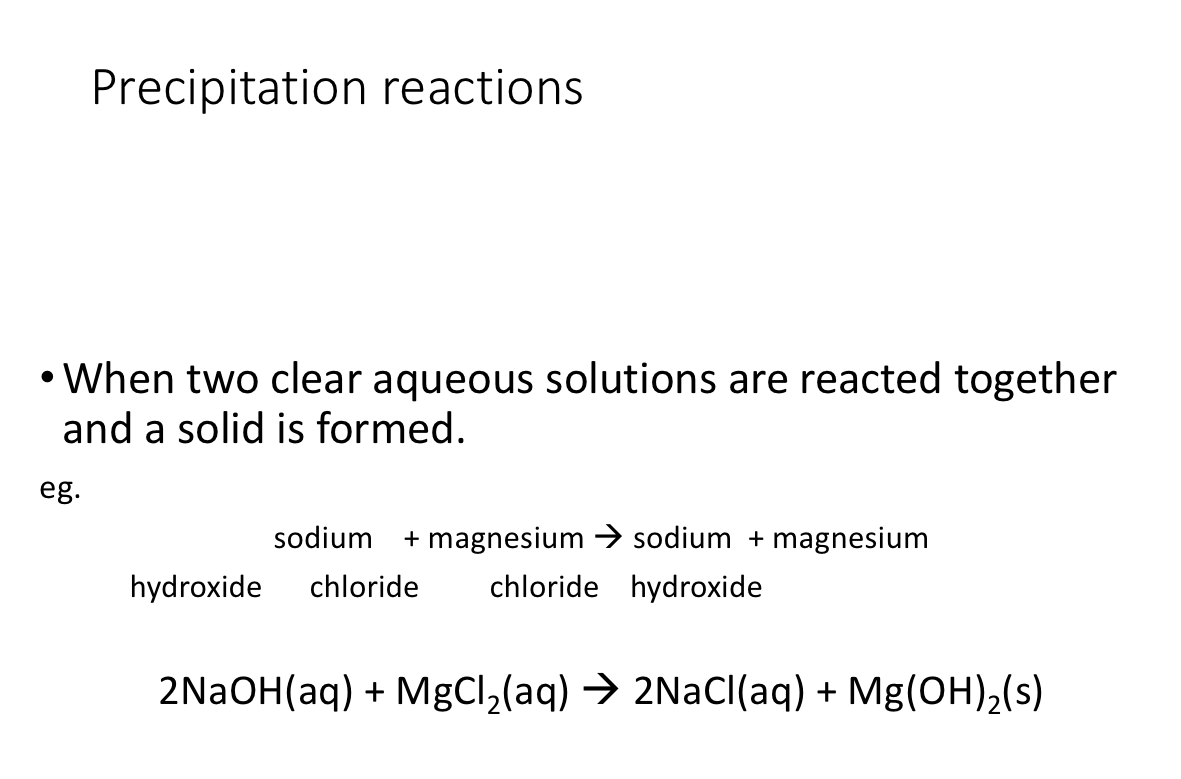 Precipitation reactions
• When two clear aqueous solutions are reacted together
and a solid is formed.
eg.
sodium + magnesium → sodium + magnesium
hydroxide chloride chloride hydroxide
2NaOH(aq) + MgCl₂(aq) → 2NaCl(aq) + Mg(OH)₂(s)